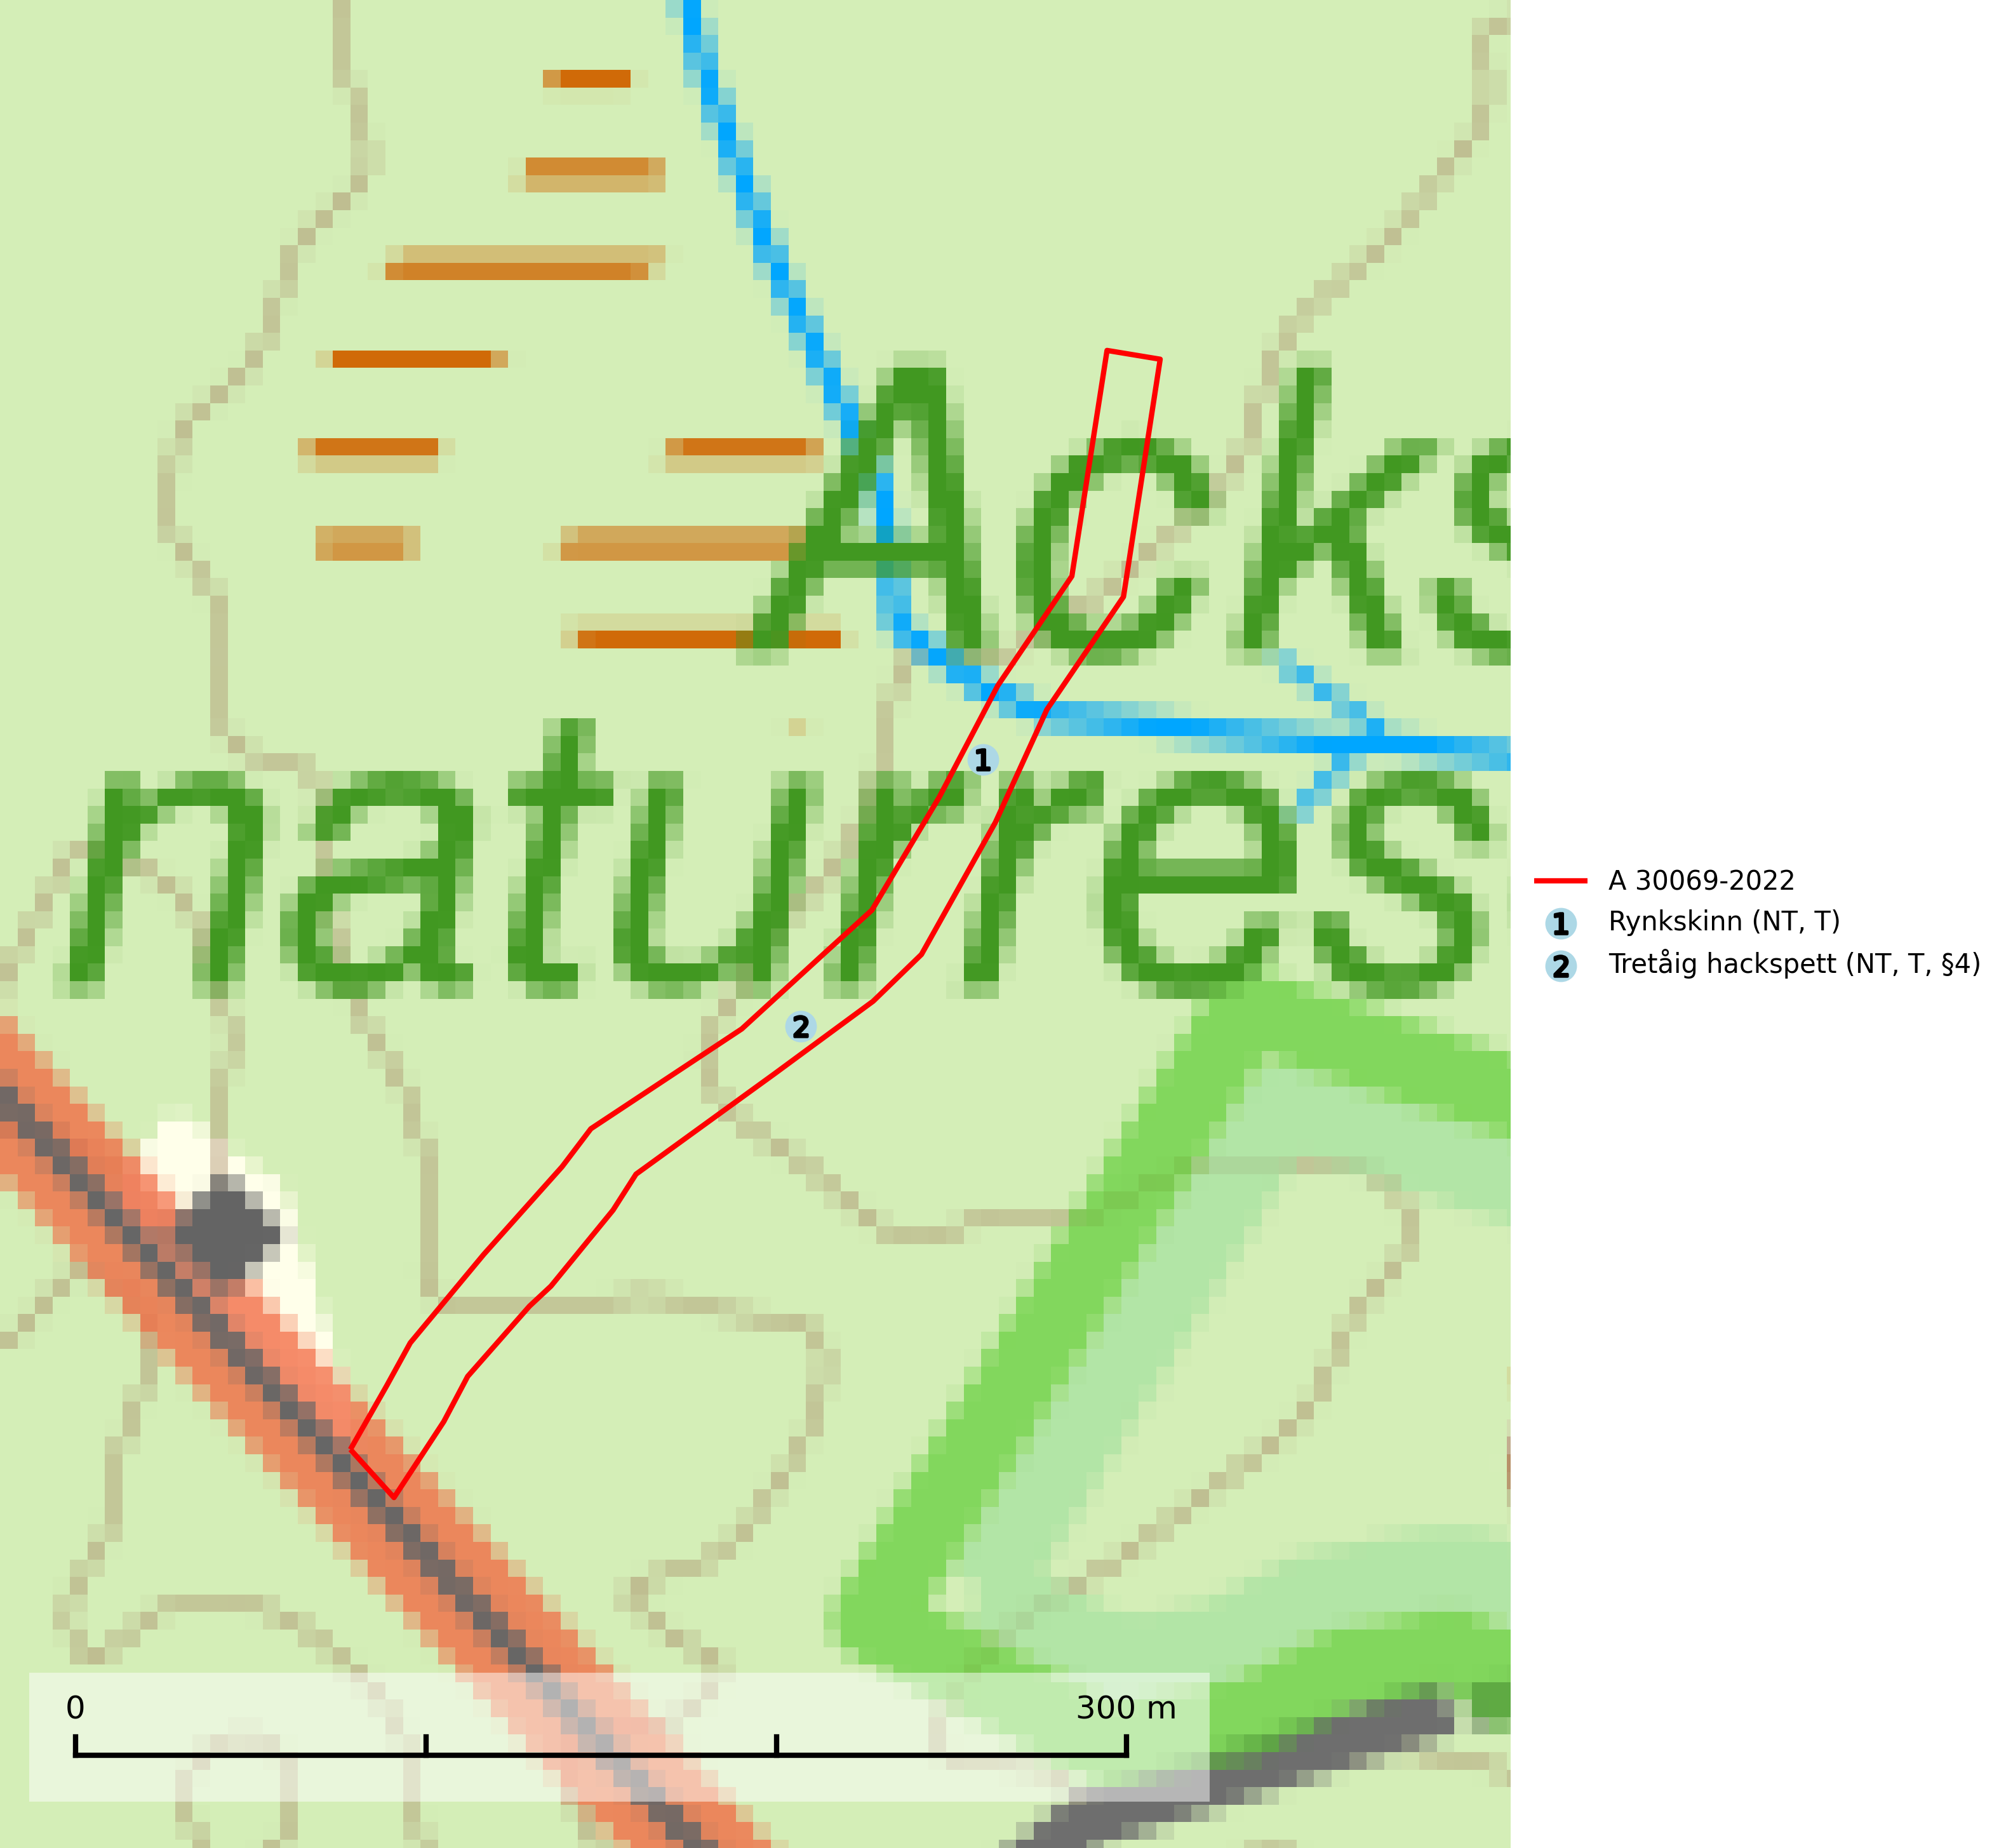 Acks
naturres
1
2
0
300 m
A 30069-2022
1 Rynkskinn (NT, T)
2 Tretåig hackspett (NT, T, §4)